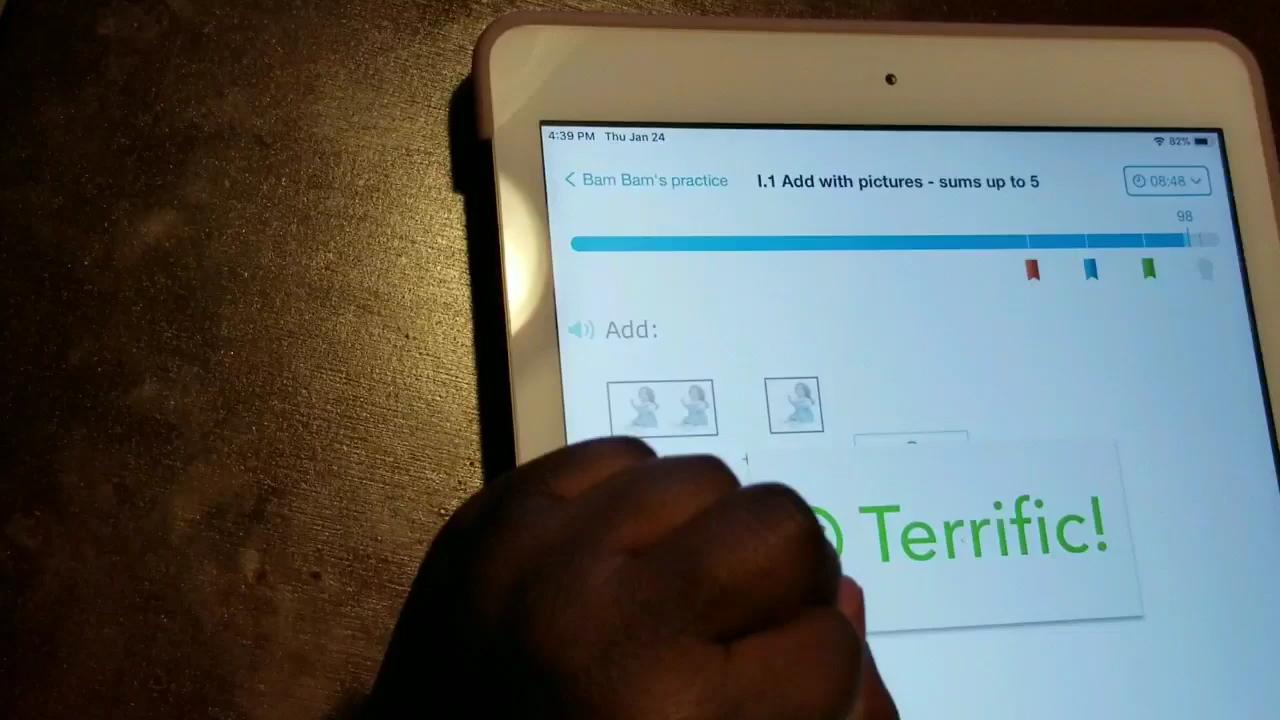 4:39 PM Thu Jan 24
82%
Bam Bam's practice
I.1 Add with pictures - sums up to 5
08:48
98
Add:
+
Terrific!